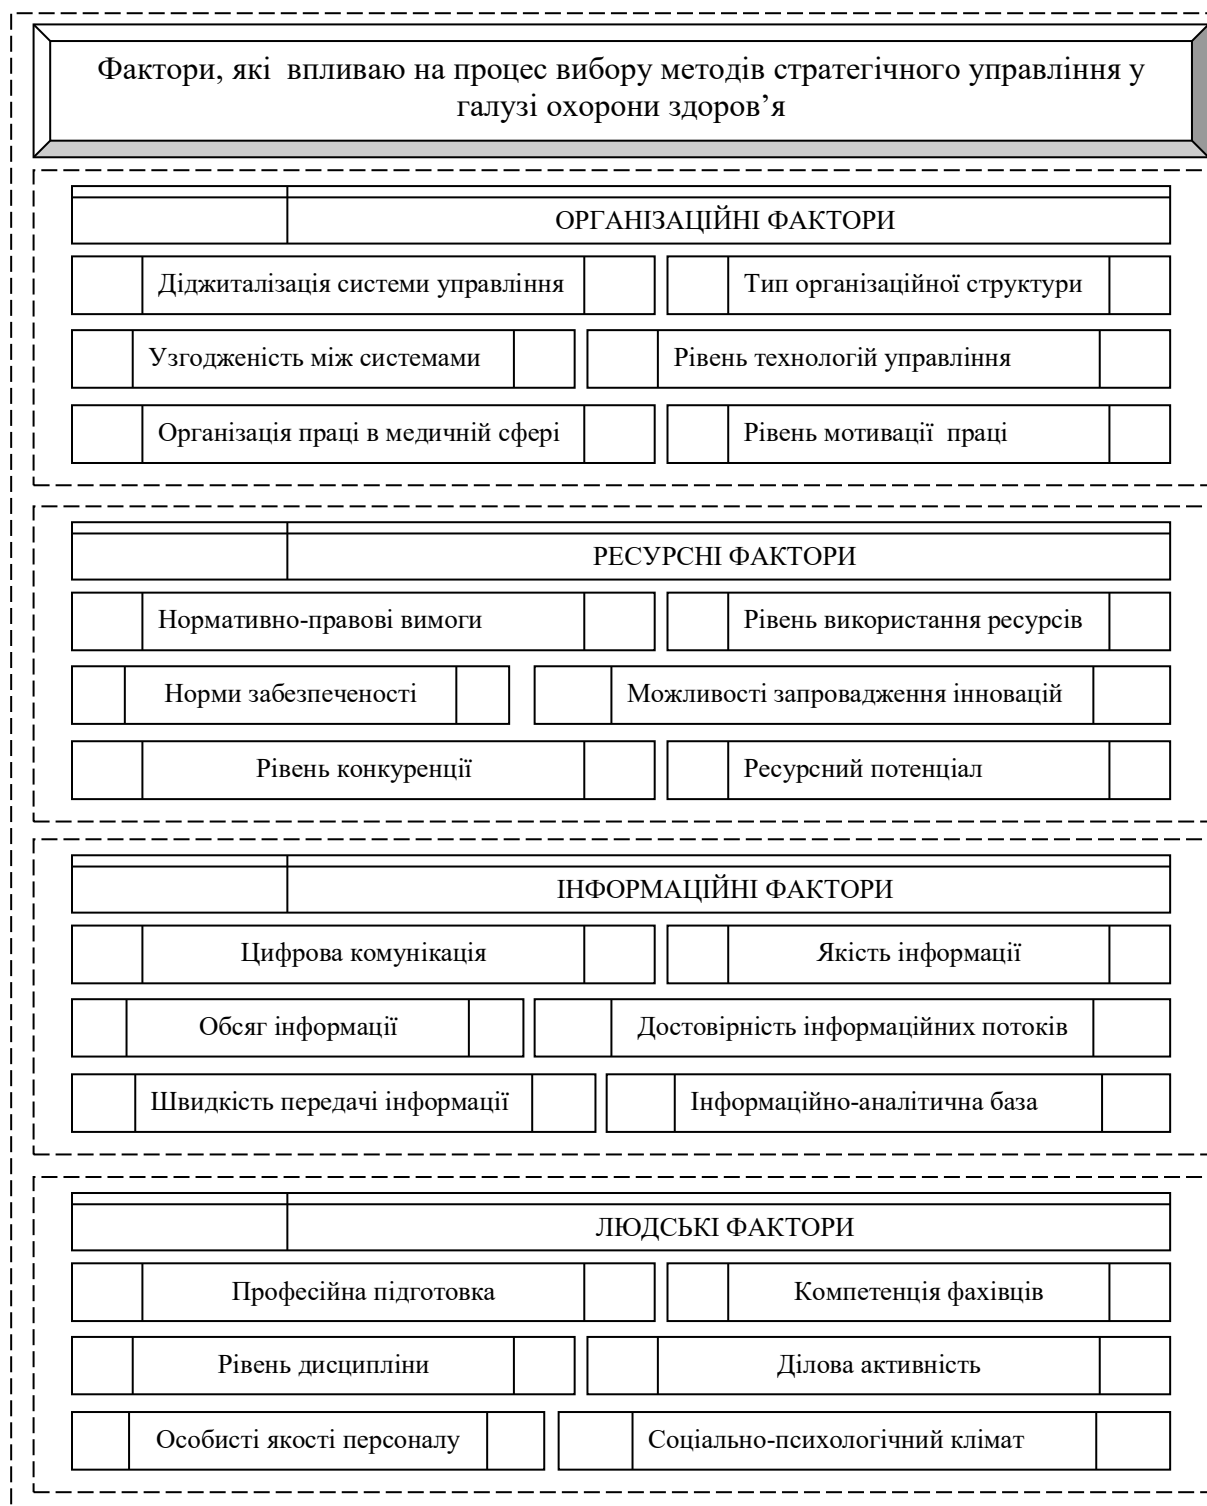 Фактори, які  впливаю на процес вибору методів стратегічного управління у
галузі охорони здоров’я
ОРГАНІЗАЦІЙНІ ФАКТОРИ
Діджиталізація системи управління
Тип організаційної структури
Узгодженість між системами
Рівень технологій управління
Організація праці в медичній сфері
Рівень мотивації  праці
РЕСУРСНІ ФАКТОРИ
Нормативно-правові вимоги
Рівень використання ресурсів
Норми забезпеченості
Можливості запровадження інновацій
Рівень конкуренції
Ресурсний потенціал
ІНФОРМАЦІЙНІ ФАКТОРИ
Цифрова комунікація
Якість інформації
Обсяг інформації
Достовірність інформаційних потоків
Швидкість передачі інформації
Інформаційно-аналітична база
ЛЮДСЬКІ ФАКТОРИ
Професійна підготовка
Компетенція фахівців
Рівень дисципліни
Ділова активність
Особисті якості персоналу
Соціально-психологічний клімат